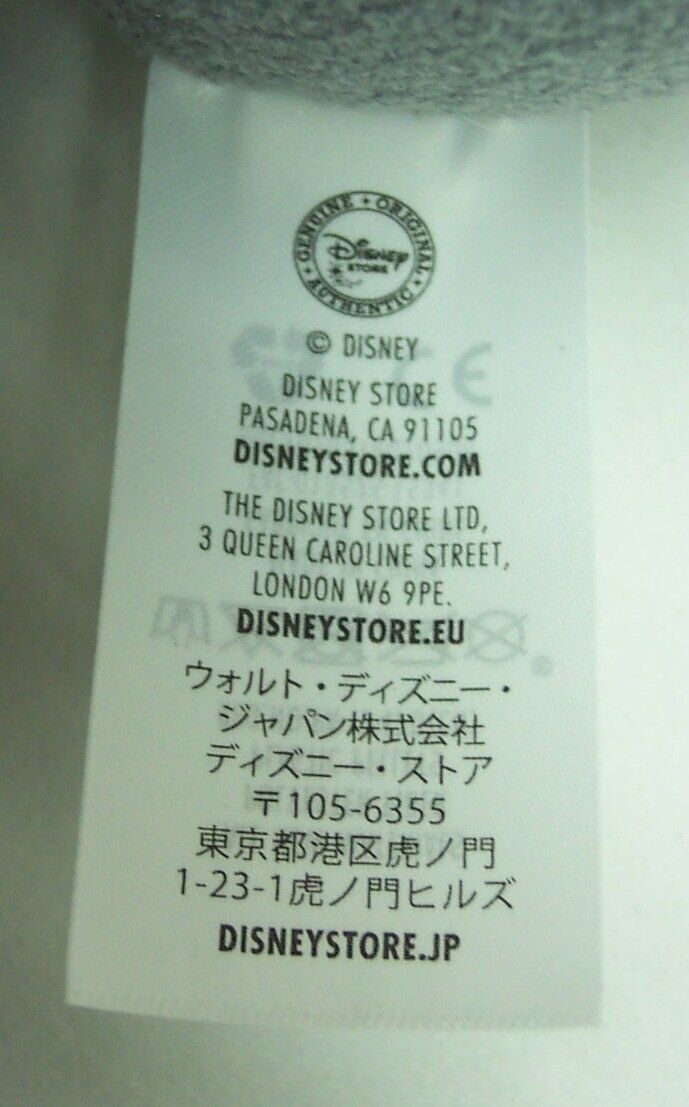 GENUINE • ORIGINAL • AUTHENTIC •
Disney
STORE
© DISNEY
DISNEY STORE
PASADENA, CA 91105
DISNEYSTORE.COM
THE DISNEY STORE LTD,
3 QUEEN CAROLINE STREET,
LONDON W6 9PE.
DISNEYSTORE.EU
ウォルト・ディズニー・
ジャパン株式会社
ディズニー・ストア
〒105-6355
東京都港区虎ノ門
1-23-1虎ノ門ヒルズ
DISNEYSTORE.JP